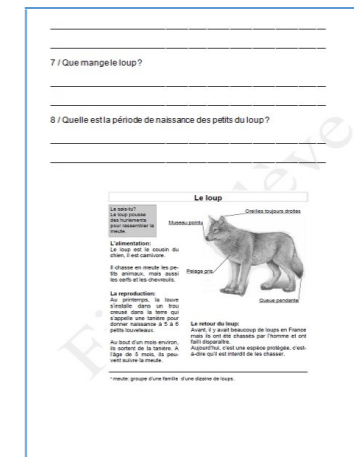 7 / Que mange le loup ?
8 / Quelle est la période de naissance des petits du loup ?
Le loup
Le sais-tu?
Le loup pousse
des hurlements
pour rassembler sa
meute.
Oreilles toujours droites
Museau pointu
Pelage gris
Queue pendante
L'alimentation:
Le loup est le cousin du
chien, il est carnivore.
Il chasse en meute les pe-
tits animaux, mais aussi
les cerfs et les chevreuils.
La reproduction:
Au printemps, la louve
s'installe dans un trou
creusé dans la terre qui
s'appelle une tanière pour
donner naissance à 5 à 6
petits louveteaux.
Au bout d'un mois environ,
ils sortent de la tanière. A
l'âge de 5 mois, ils peu-
vent suivre la meute.
Le retour du loup:
Avant, il y avait beaucoup de loups en France
mais ils ont été chassés par l'homme et ont
failli disparaître.
Aujourd'hui, c'est une espèce protégée, c'est-
à-dire qu'il est interdit de les chasser.
* meute: groupe d'une famille d'une dizaine de loups.